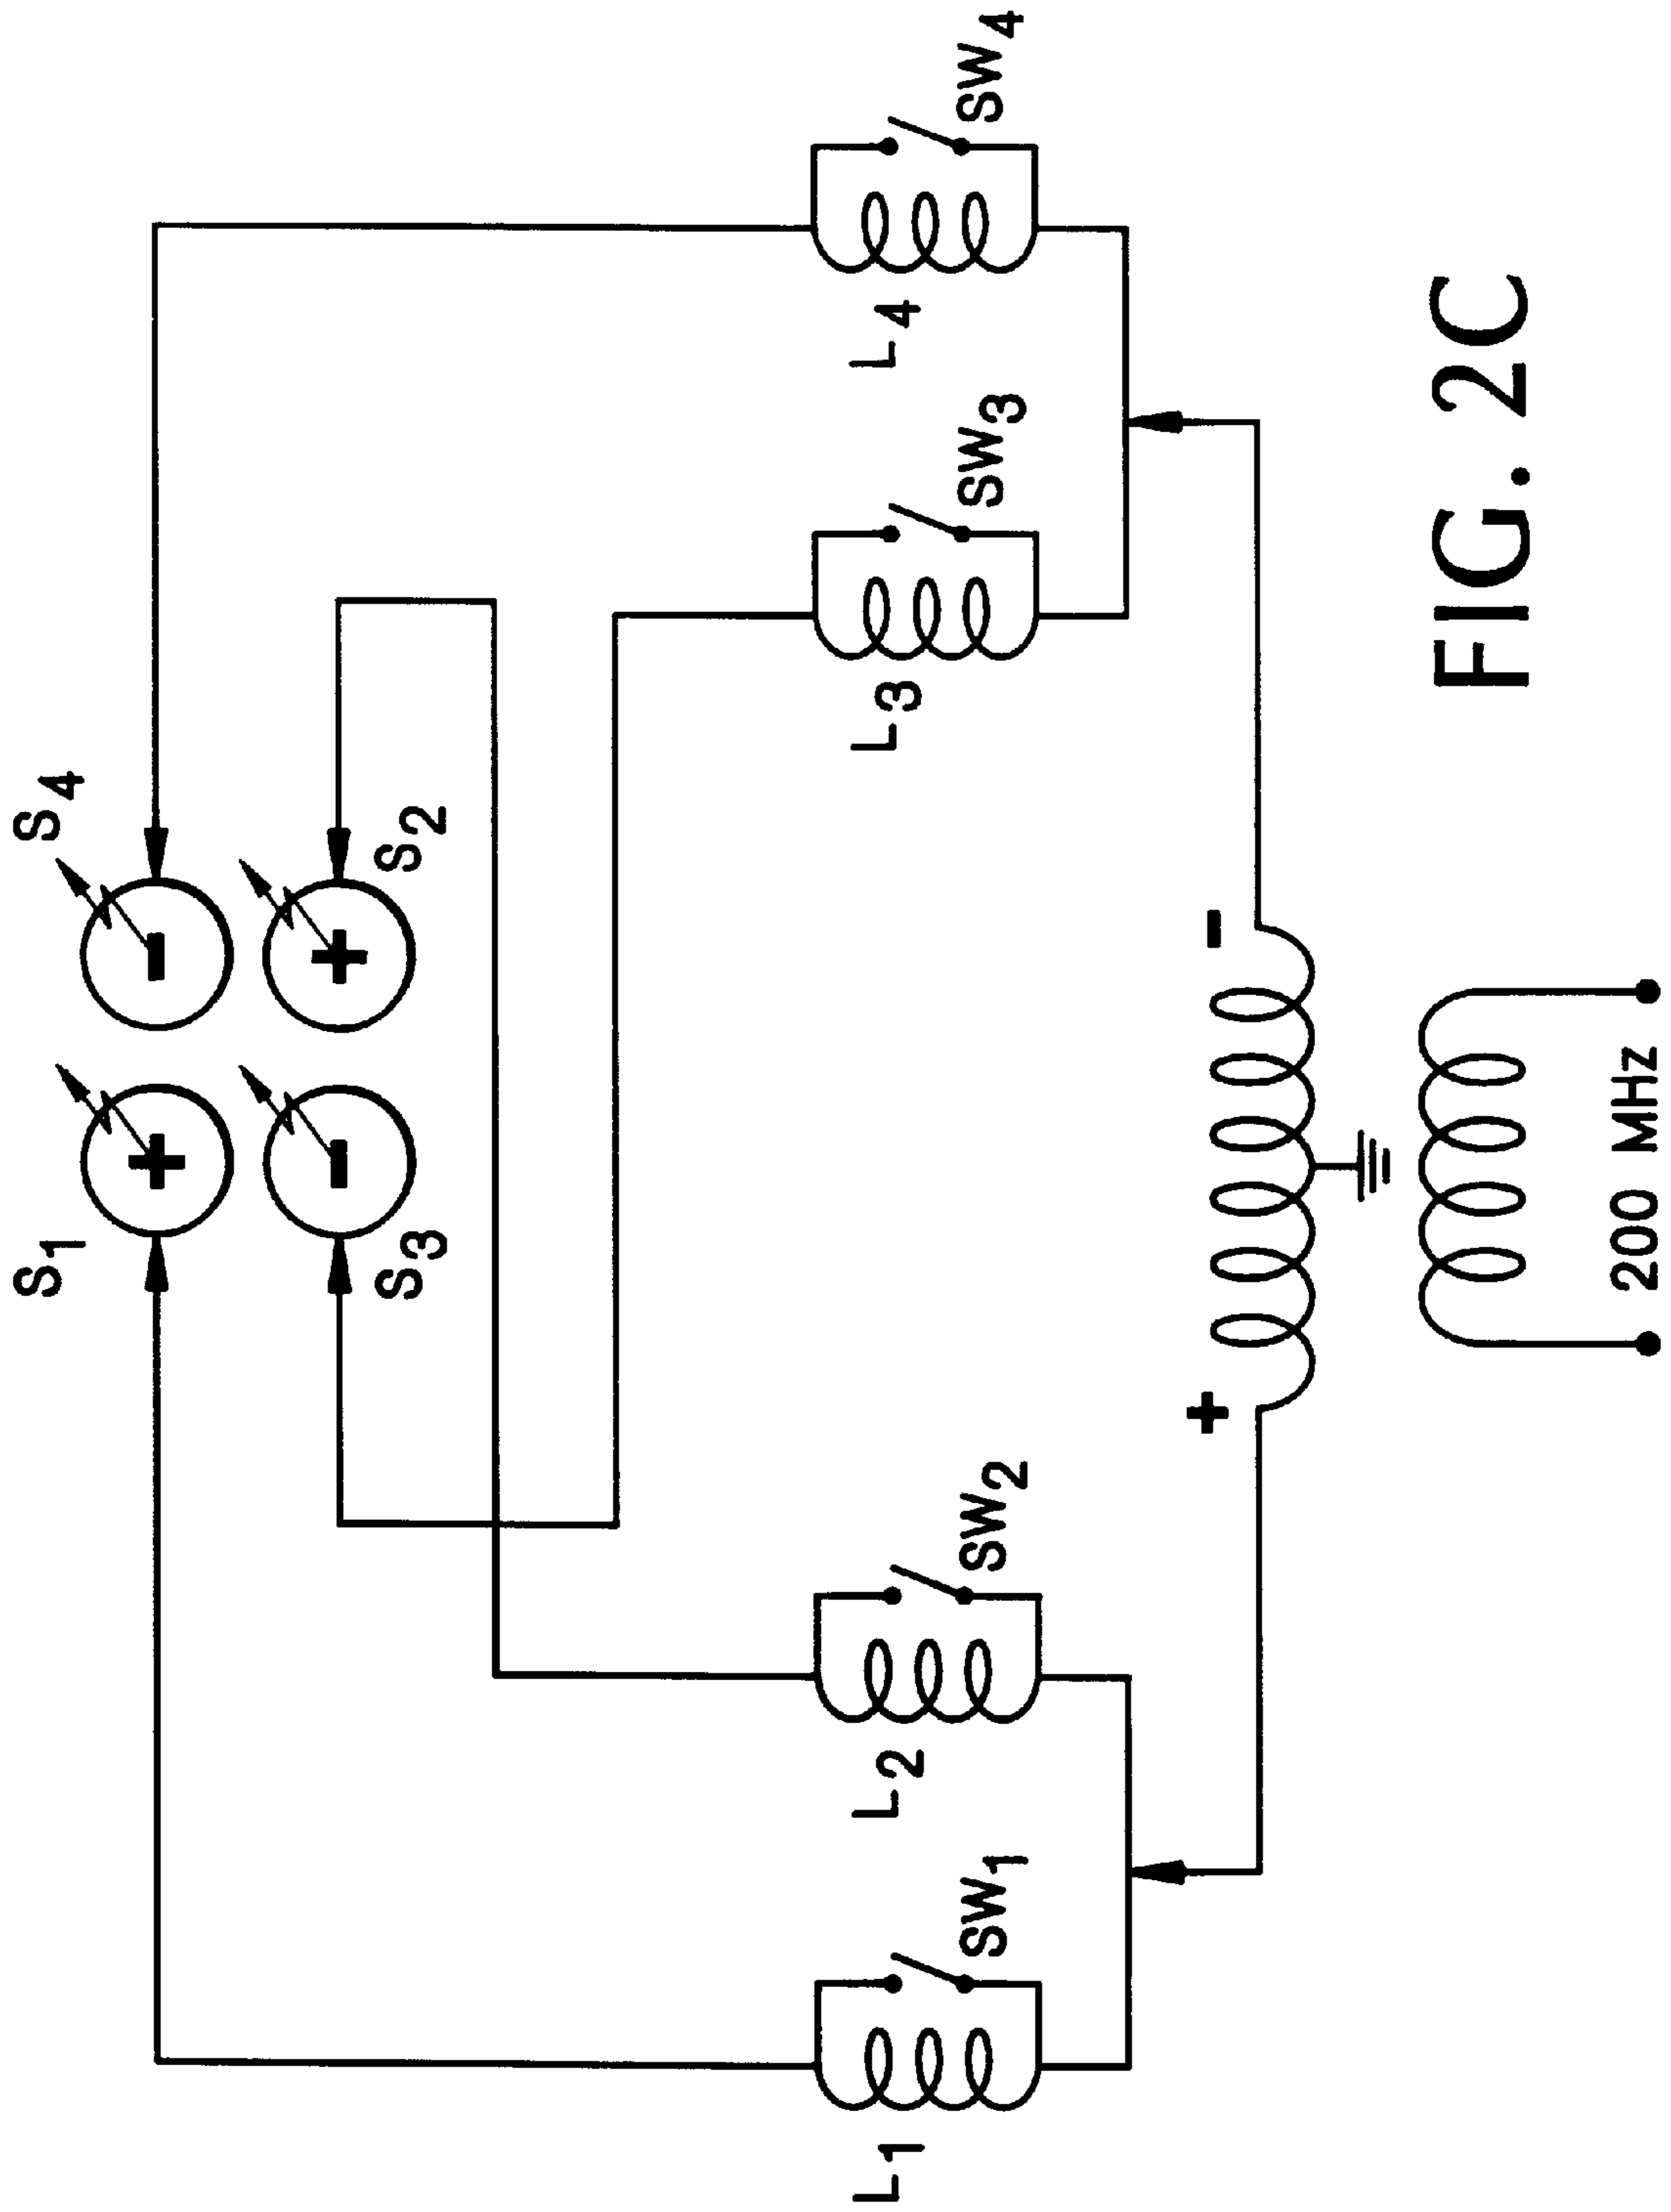 S1 S4
+ -
- +
S3 S2
L1 SW1
L2 SW2
L3 SW3
L4 SW4
+ -
200 MHz
FIG. 2C